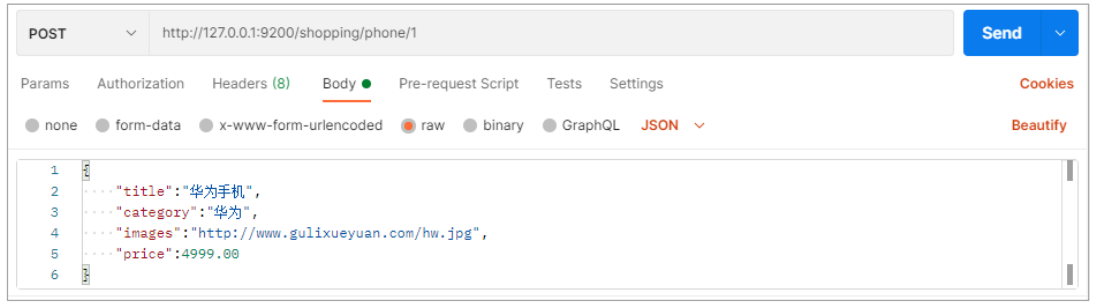 POST http://127.0.0.1:9200/shopping/phone/1 Send
Params Authorization Headers (8) Body Pre-request Script Tests Settings Cookies
none form-data x-www-form-urlencoded raw binary GraphQL JSON Beautify
1 {
2 ····"title":"华为手机",
3 ····"category":"华为",
4 ····"images":"http://www.gulixueyuan.com/hw.jpg",
5 ····"price":4999.00
6 }